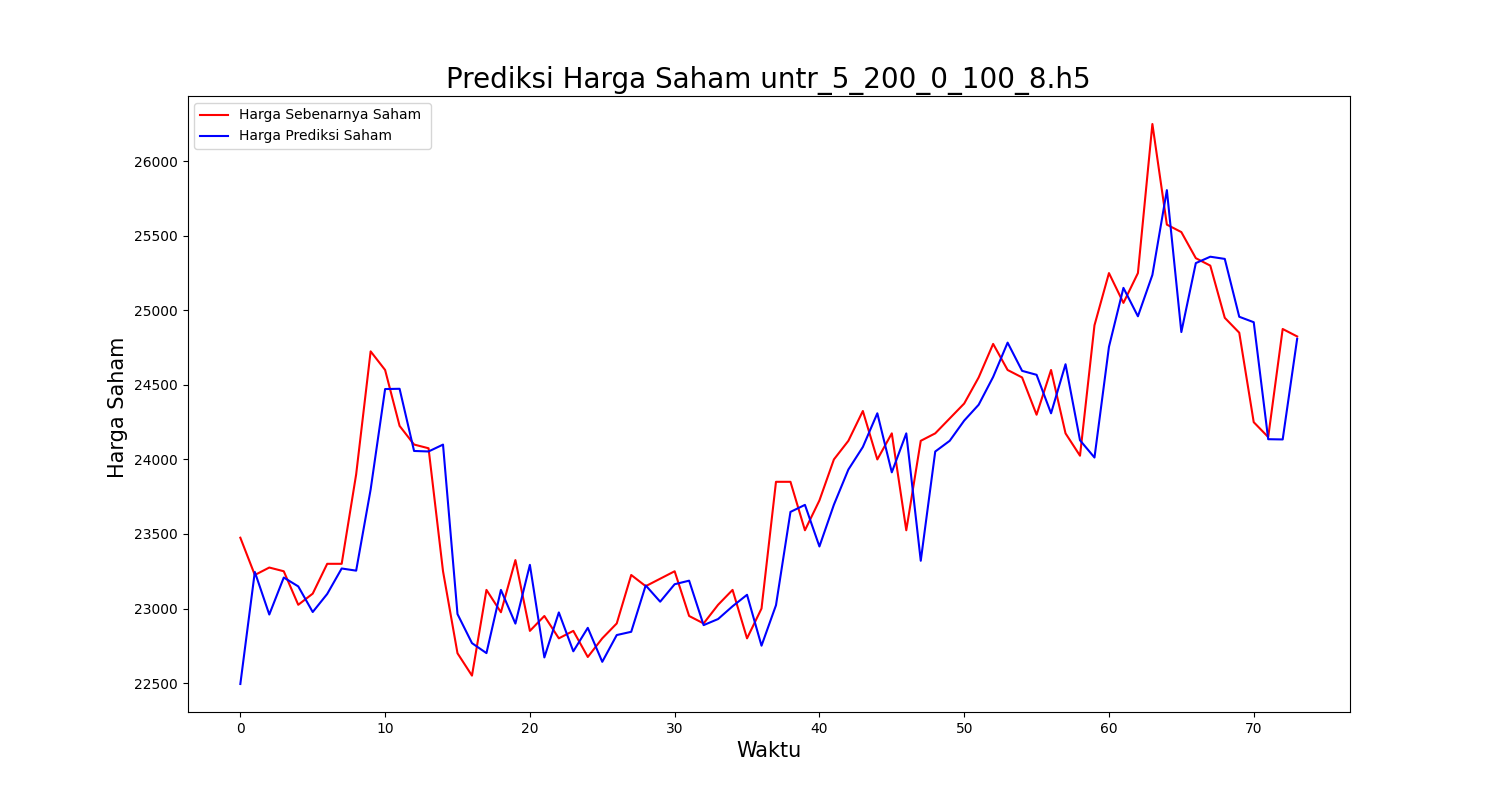 Prediksi Harga Saham untr_5_200_0_100_8.h5
Harga Sebenarnya Saham
Harga Prediksi Saham
26000
25500
25000
24500
24000
23500
23000
22500
Harga Saham
0 10 20 30 40 50 60 70
Waktu